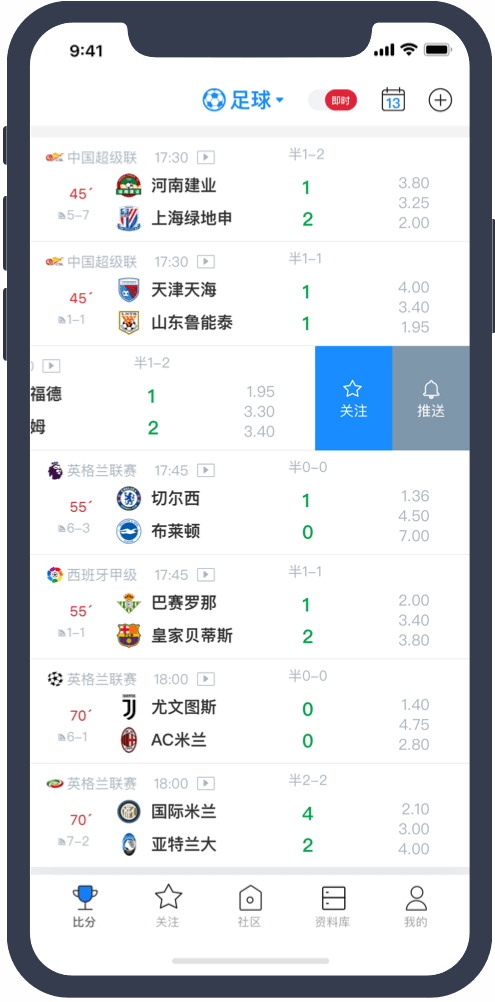 9:41
足球 即时 13
中国超级联 17:30 半1-2
45´ 河南建业 1 3.80
3.25
5-7 上海绿地申 2 2.00
中国超级联 17:30 半1-1
45´ 天津天海 1 4.00
3.40
1-1 山东鲁能泰 1 1.95
半1-2
福德 1 1.95
3.30
姆 2 3.40
关注 推送
英格兰联赛 17:45 半0-0
55´ 切尔西 1 1.36
4.50
6-3 布莱顿 0 7.00
西班牙甲级 17:45 半1-1
55´ 巴赛罗那 1 2.00
3.40
1-1 皇家贝蒂斯 2 3.80
英格兰联赛 18:00 半0-0
70´ 尤文图斯 0 1.40
4.75
6-1 AC米兰 0 2.80
英格兰联赛 18:00 半2-2
70´ 国际米兰 4 2.10
3.00
7-2 亚特兰大 2 4.00
比分 关注 社区 资料库 我的